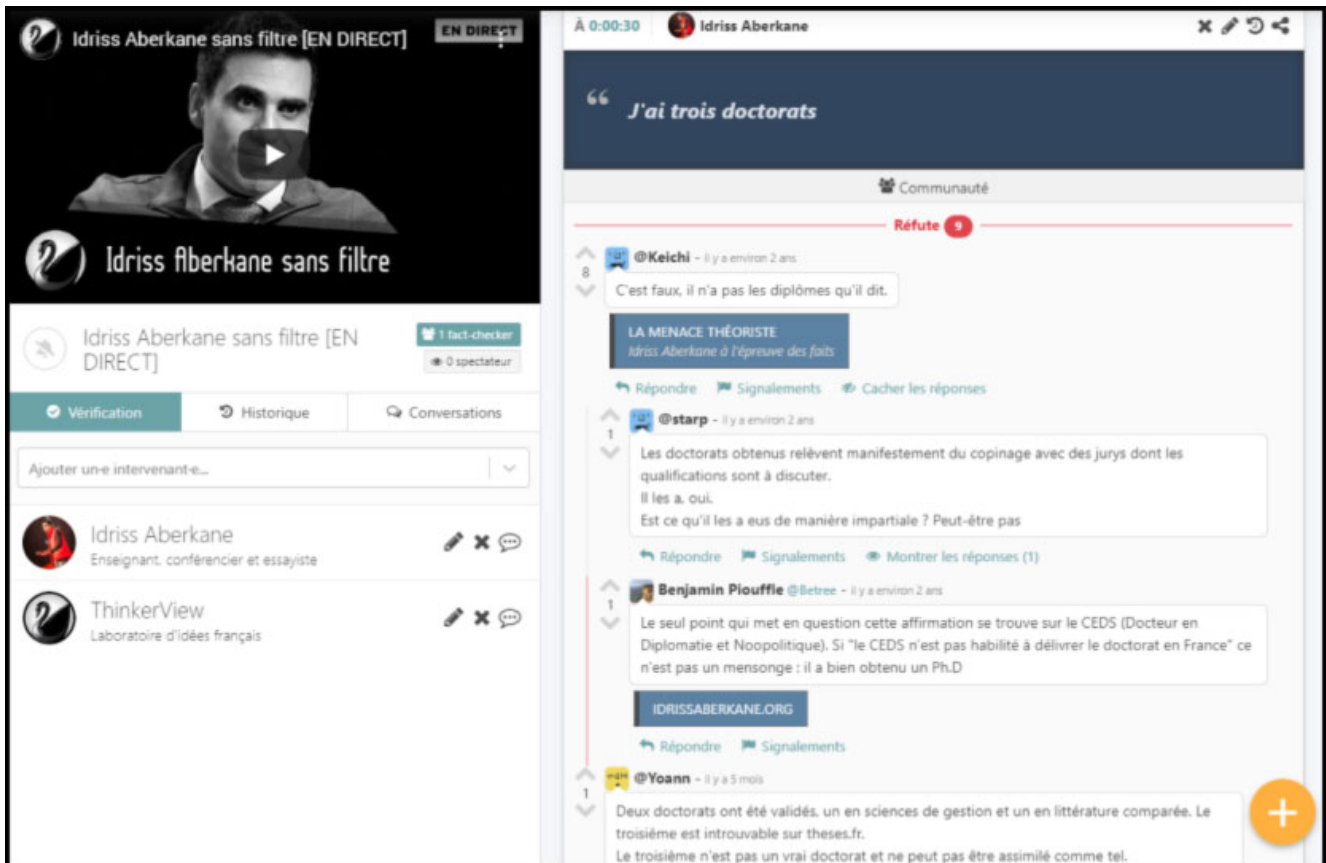 Idriss Aberkane sans filtre [EN DIRECT]
EN DIRECT
Idriss Aberkane sans filtre
Idriss Aberkane sans filtre [EN
DIRECT]
1 fact-checker
0 spectateur
Vérification
Historique
Conversations
Ajouter un·e intervenant·e...
Idriss Aberkane
Enseignant, conférencier et essayiste
ThinkerView
Laboratoire d'idées français
À 0:00:30
Idriss Aberkane
“ J'ai trois doctorats
Communauté
Réfute 9
8
@Keichi - il y a environ 2 ans
C'est faux, il n'a pas les diplômes qu'il dit.
LA MENACE THÉORISTE
Idriss Aberkane à l'épreuve des faits
Répondre Signalements Cacher les réponses
1
@starp - il y a environ 2 ans
Les doctorats obtenus relèvent manifestement du copinage avec des jurys dont les
qualifications sont à discuter.
Il les a, oui.
Est ce qu'il les a eus de manière impartiale ? Peut-être pas
Répondre Signalements Montrer les réponses (1)
1
Benjamin Piouffle @Betree - il y a environ 2 ans
Le seul point qui met en question cette affirmation se trouve sur le CEDS (Docteur en
Diplomatie et Noopolitique). Si "le CEDS n'est pas habilité à délivrer le doctorat en France" ce
n'est pas un mensonge : il a bien obtenu un Ph.D
IDRISSABERKANE.ORG
Répondre Signalements
1
@Yoann - il y a 5 mois
Deux doctorats ont été validés, un en sciences de gestion et un en littérature comparée. Le
troisième est introuvable sur theses.fr.
Le troisième n'est pas un vrai doctorat et ne peut pas être assimilé comme tel.